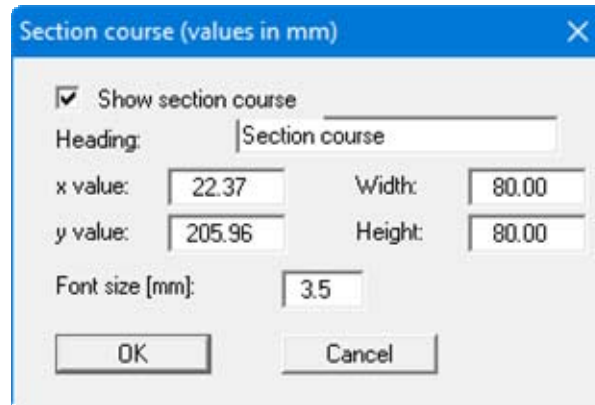 Section course (values in mm)
Show section course
Heading: Section course
x value: 22.37 Width: 80.00
y value: 205.96 Height: 80.00
Font size [mm]: 3.5
OK Cancel